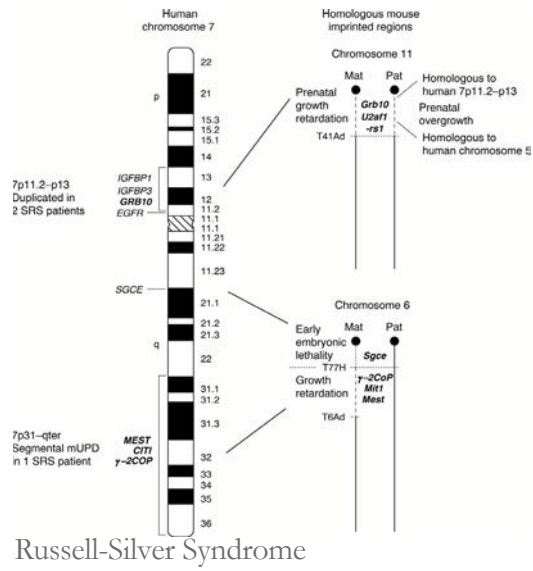 Human
chromosome 7
p
22
21
15.3
15.2
15.1
14
13
12
11.2
11.1
11.1
11.21
11.22
11.23
21.1
21.2
21.3
22
31.1
31.2
31.3
32
33
34
35
36
q
7p11.2–p13
Duplicated in
2 SRS patients
IGFBP1
IGFBP3
GRB10
EGFR
SGCE
7p31–qter
Segmental mUPD
in 1 SRS patient
MEST
CITI
γ–2COP
Homologous mouse
imprinted regions
Chromosome 11
Mat Pat
Prenatal
growth
retardation
T41Ad
Grb10
U2af1
-rs1
Homologous to
human 7p11.2–p13
Prenatal
overgrowth
Homologous to
human chromosome 5
Chromosome 6
Mat Pat
Early
embryonic
lethality
T77H
Growth
retardation
T6Ad
Sgce
γ–2CoP
Mit1
Mest
Russell-Silver Syndrome